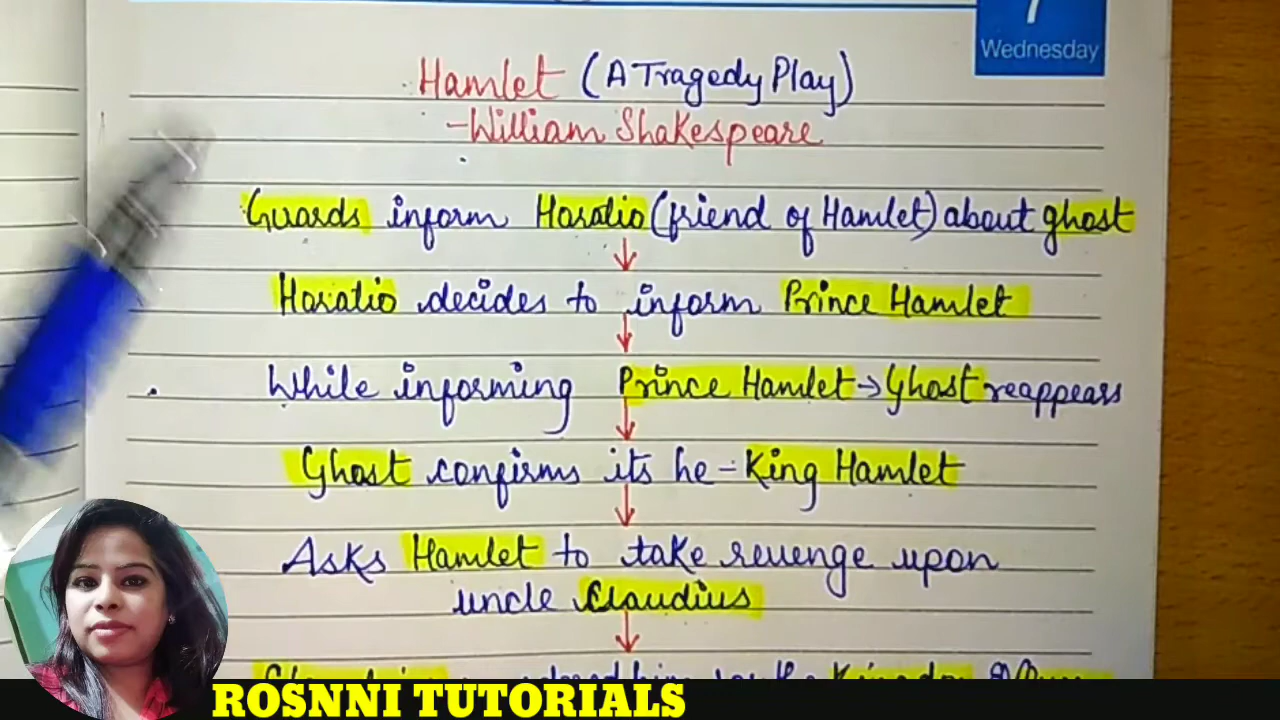 7
Wednesday
Hamlet (A Tragedy Play)
-William Shakespeare
Guards inform Horatio (friend of Hamlet) about ghost
↓
Horatio decides to inform Prince Hamlet
↓
While informing Prince Hamlet → Ghost reappears
↓
Ghost confirms its he - King Hamlet
↓
Asks Hamlet to take revenge upon
uncle Claudius
↓
Kingdom
ROSNNI TUTORIALS